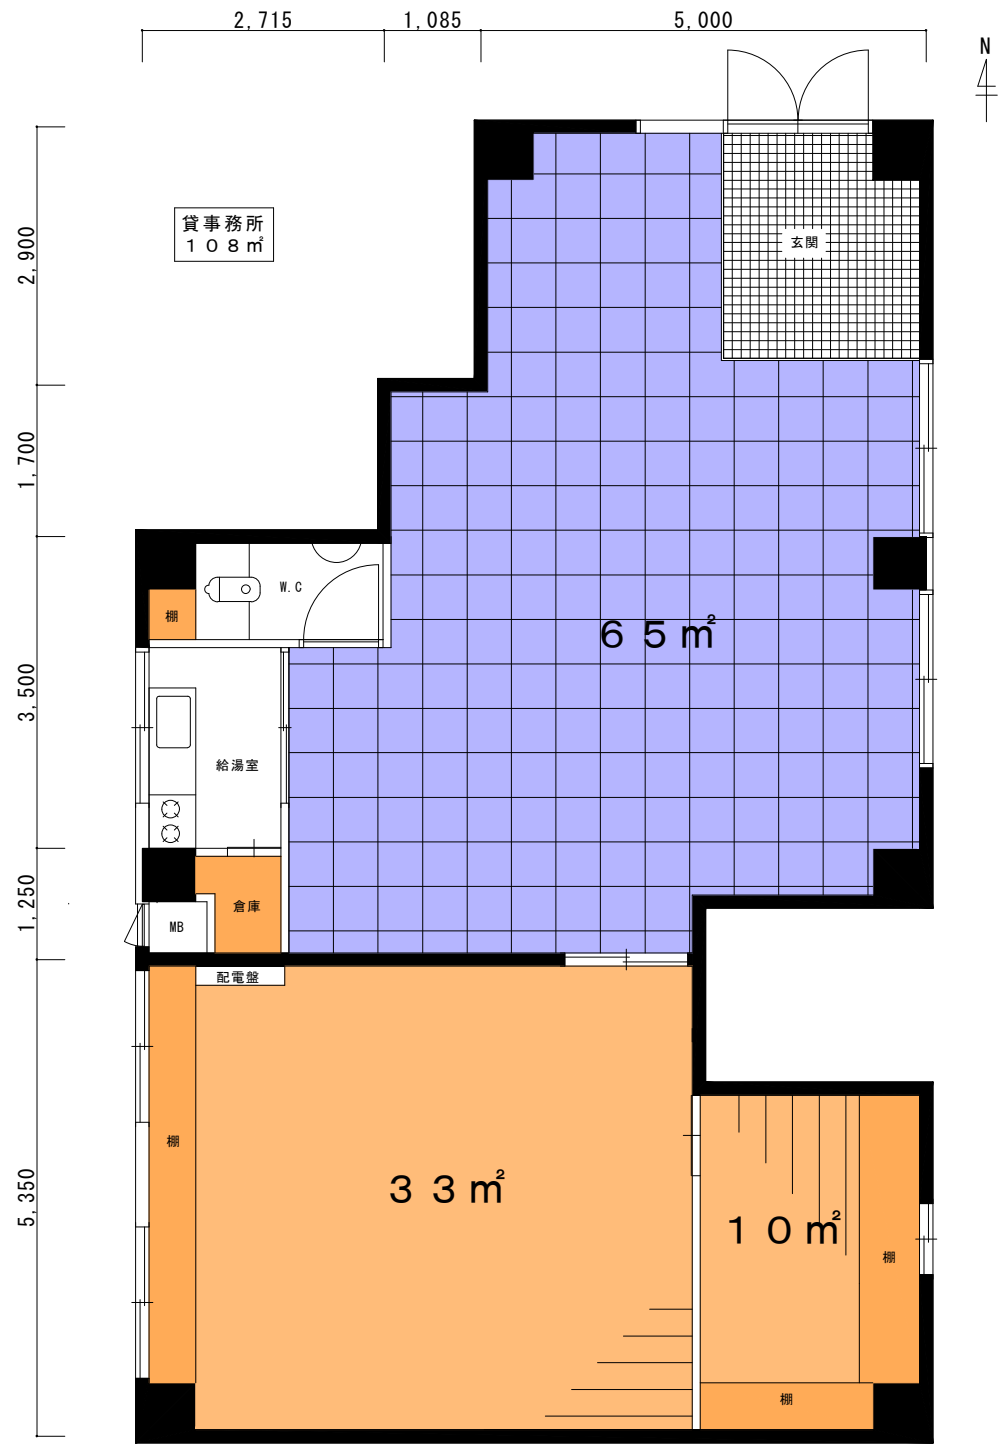 2,715
1,085
5,000
N
2,900
貸事務所
１０８㎡
玄関
1,700
W.C
棚
６５㎡
3,500
給湯室
1,250
倉庫
MB
配電盤
棚
5,350
３３㎡
１０㎡
棚
棚